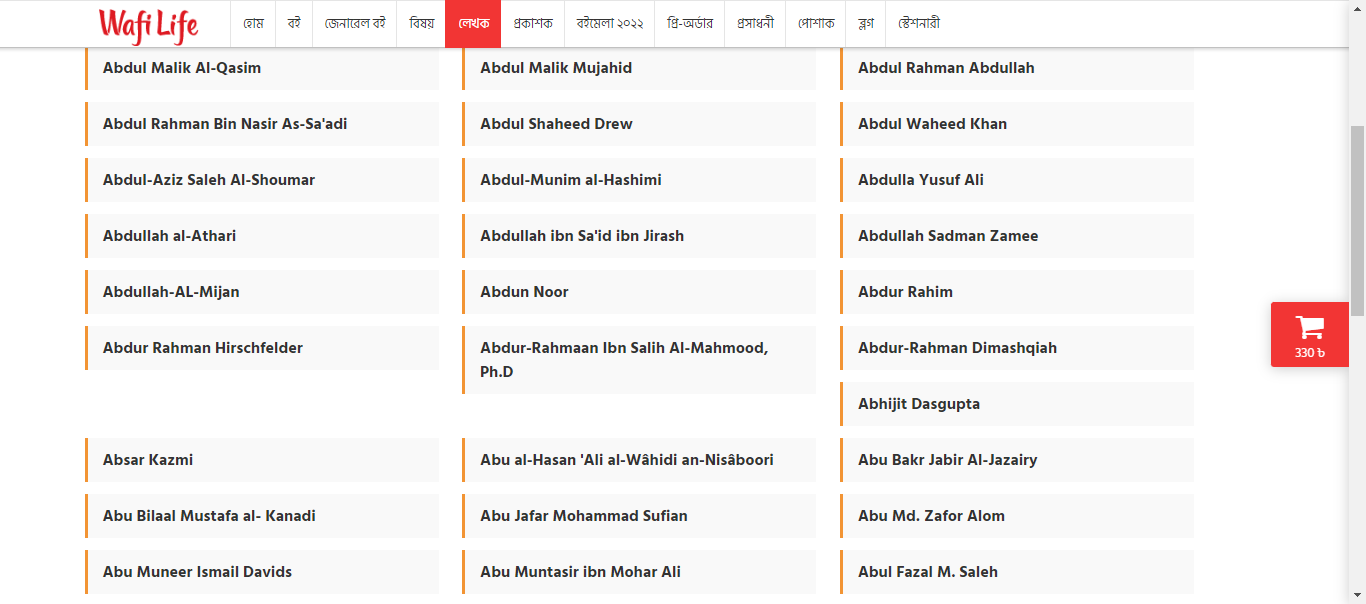 Wafi Life
হোম
বই
জেনারেল বই
বিষয়
লেখক
প্রকাশক
বইমেলা ২০২২
প্রি-অর্ডার
প্রসাধনী
পোশাক
ব্লগ
স্টেশনারী
Abdul Malik Al-Qasim
Abdul Malik Mujahid
Abdul Rahman Abdullah
Abdul Rahman Bin Nasir As-Sa'adi
Abdul Shaheed Drew
Abdul Waheed Khan
Abdul-Aziz Saleh Al-Shoumar
Abdul-Munim al-Hashimi
Abdulla Yusuf Ali
Abdullah al-Athari
Abdullah ibn Sa'id ibn Jirash
Abdullah Sadman Zamee
Abdullah-AL-Mijan
Abdun Noor
Abdur Rahim
Abdur Rahman Hirschfelder
Abdur-Rahmaan Ibn Salih Al-Mahmood,
Ph.D
Abdur-Rahman Dimashqiah
330 ৳
Abhijit Dasgupta
Absar Kazmi
Abu al-Hasan 'Ali al-Wâhidi an-Nisâboori
Abu Bakr Jabir Al-Jazairy
Abu Bilaal Mustafa al- Kanadi
Abu Jafar Mohammad Sufian
Abu Md. Zafor Alom
Abu Muneer Ismail Davids
Abu Muntasir ibn Mohar Ali
Abul Fazal M. Saleh